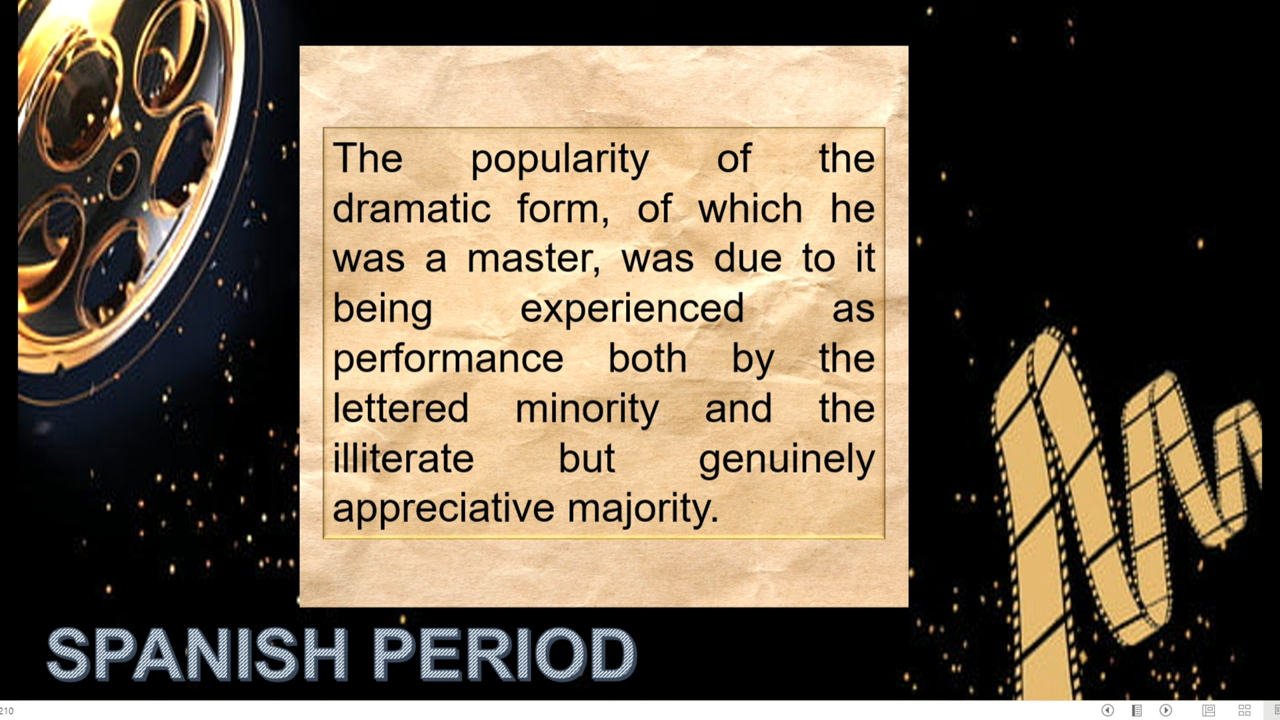 The popularity of the
dramatic form, of which he
was a master, was due to it
being experienced as
performance both by the
lettered minority and the
illiterate but genuinely
appreciative majority.
SPANISH PERIOD
210